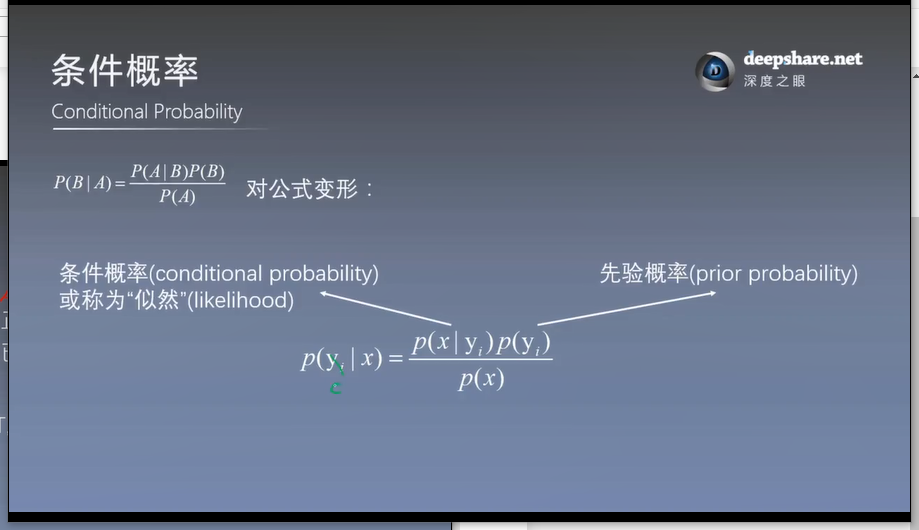 条件概率
Conditional Probability
deepshare.net
深度之眼
P(B | A) = P(A | B)P(B) / P(A)
对公式变形：
条件概率(conditional probability)
或称为“似然”(likelihood)
先验概率(prior probability)
p(y_i | x) = p(x | y_i) p(y_i) / p(x)
c